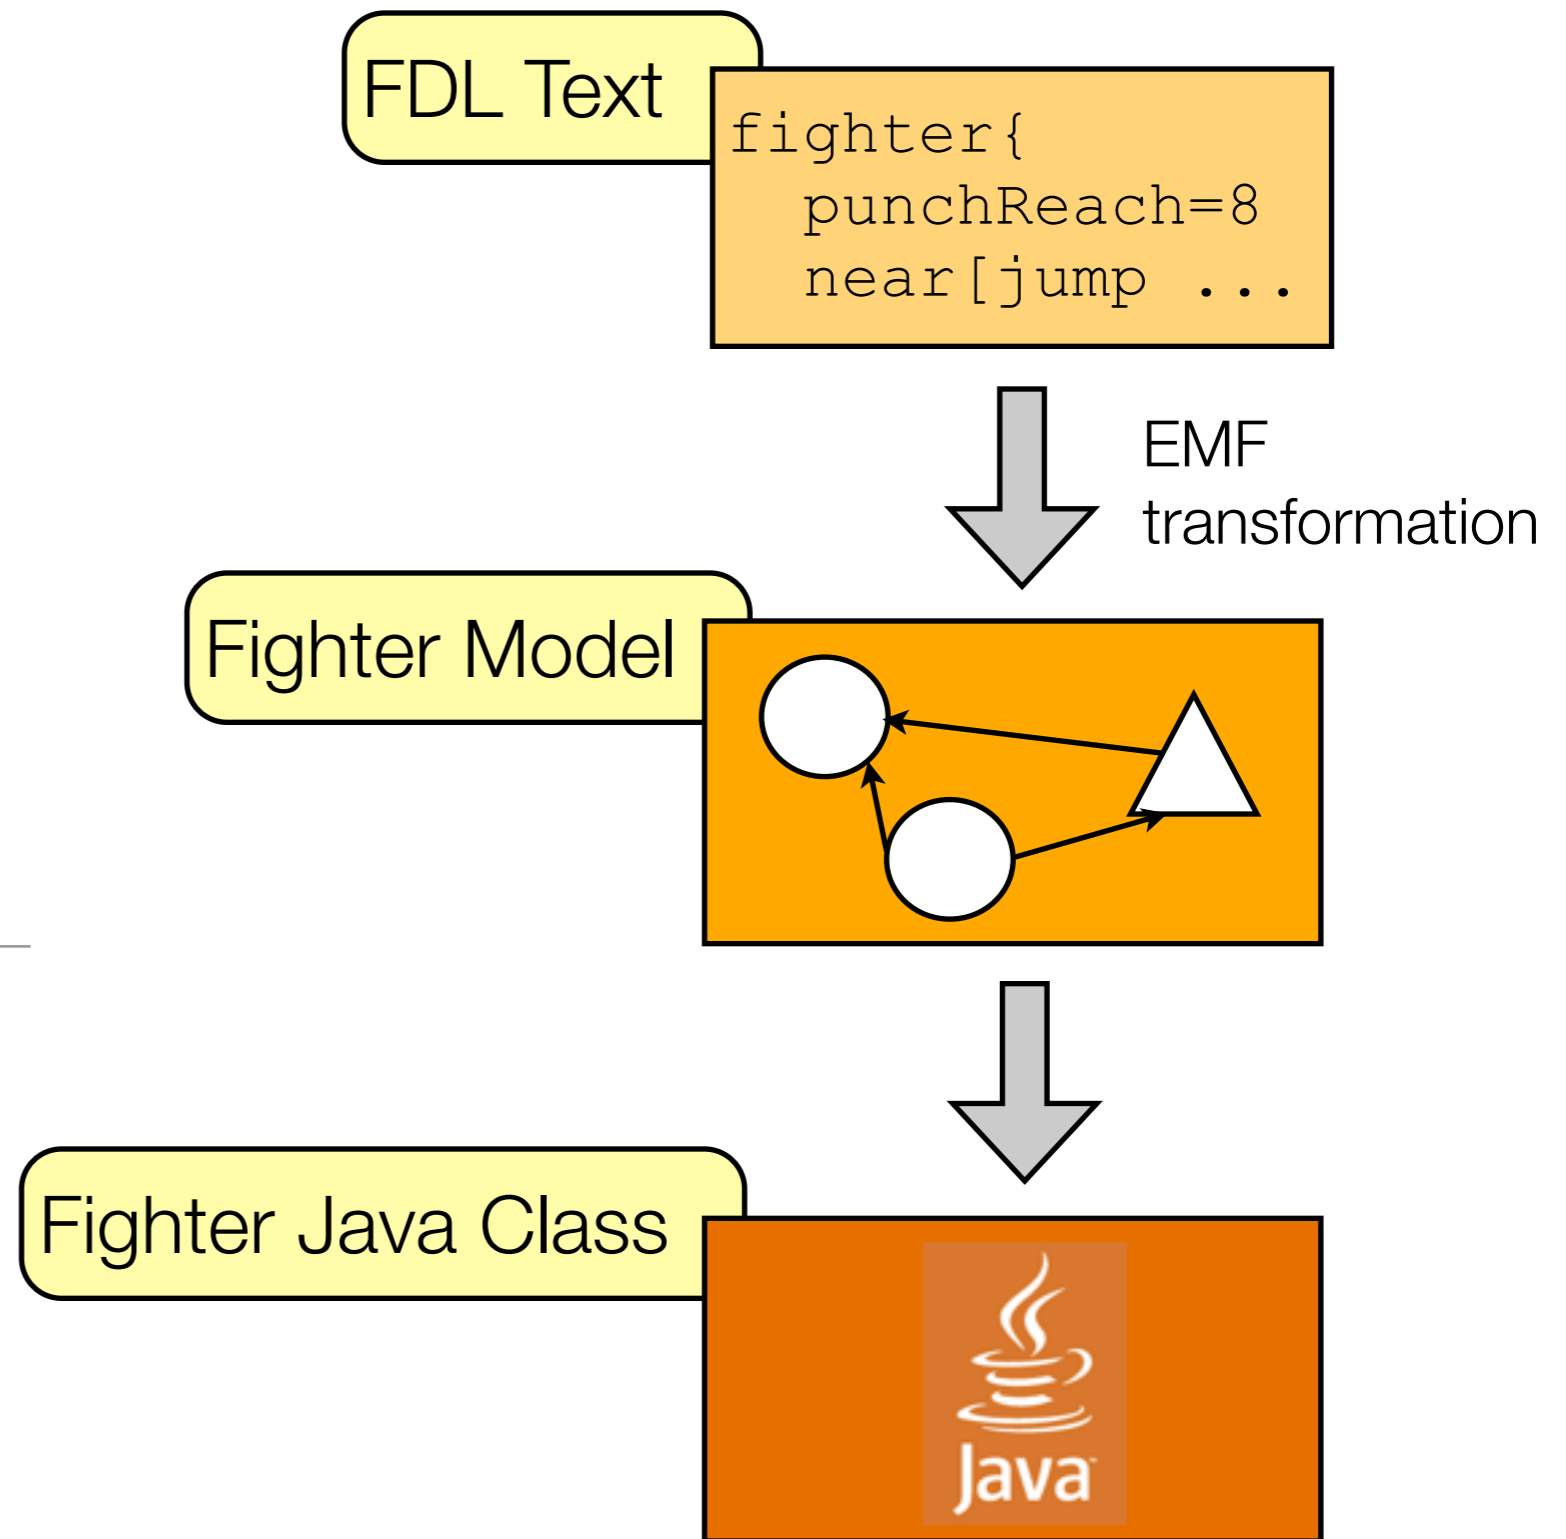 FDL Text
fighter{
punchReach=8
near[jump ...
EMF
transformation
Fighter Model
Fighter Java Class
Java